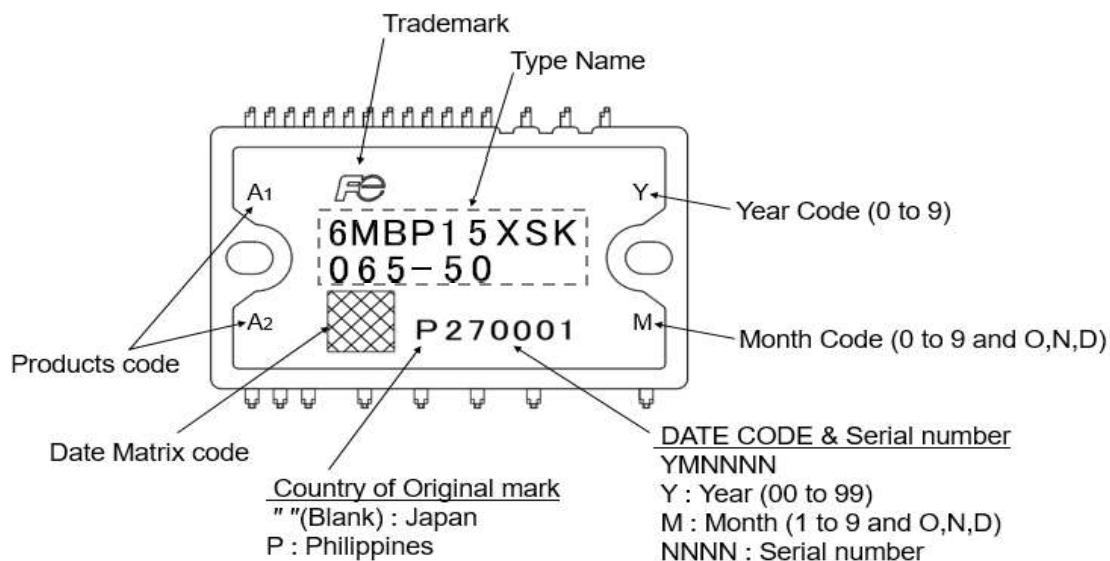 Trademark
Type Name
A1
Fe
Y
Year Code (0 to 9)
6MBP15XSK
065-50
A2
P270001
M
Month Code (0 to 9 and O,N,D)
Products code
Date Matrix code
DATE CODE & Serial number
YMNNNN
Y : Year (00 to 99)
M : Month (1 to 9 and O,N,D)
NNNN : Serial number
Country of Original mark
" "(Blank) : Japan
P : Philippines